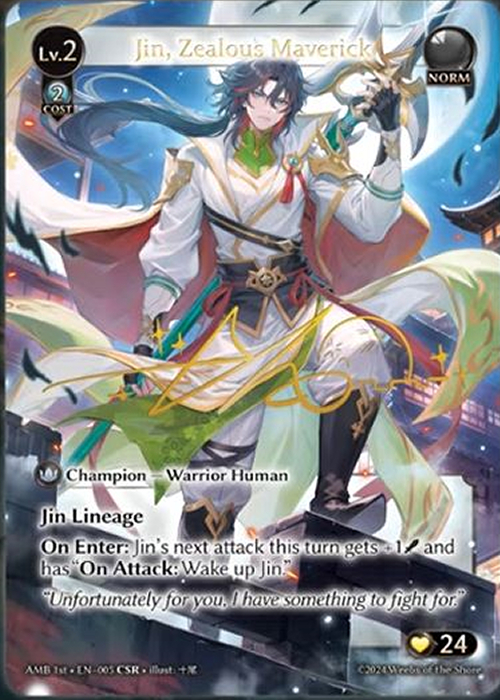 Lv.2
Jin, Zealous Maverick
NORM
2
COST
Champion — Warrior Human
Jin Lineage
On Enter: Jin's next attack this turn gets +1 and
has "On Attack: Wake up Jin."
"Unfortunately for you, I have something to fight for."
24
AMB 1st • EN-005 CSR • illust: 十尾
©2024 Weebs of the Shore